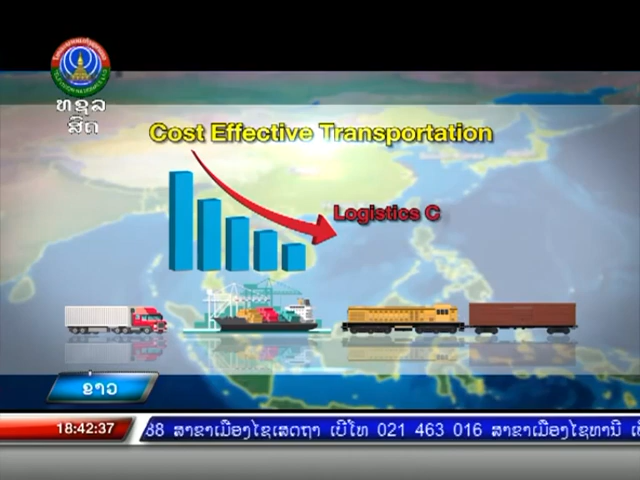 ທຊລ
ສົດ
Cost Effective Transportation
Logistics C
ຂ່າວ
18:42:37
38 ສາຂາເມືອງໄຊເສດຖາ ເບີໂທ 021 463 016 ສາຂາເມືອງໄຊທານີ